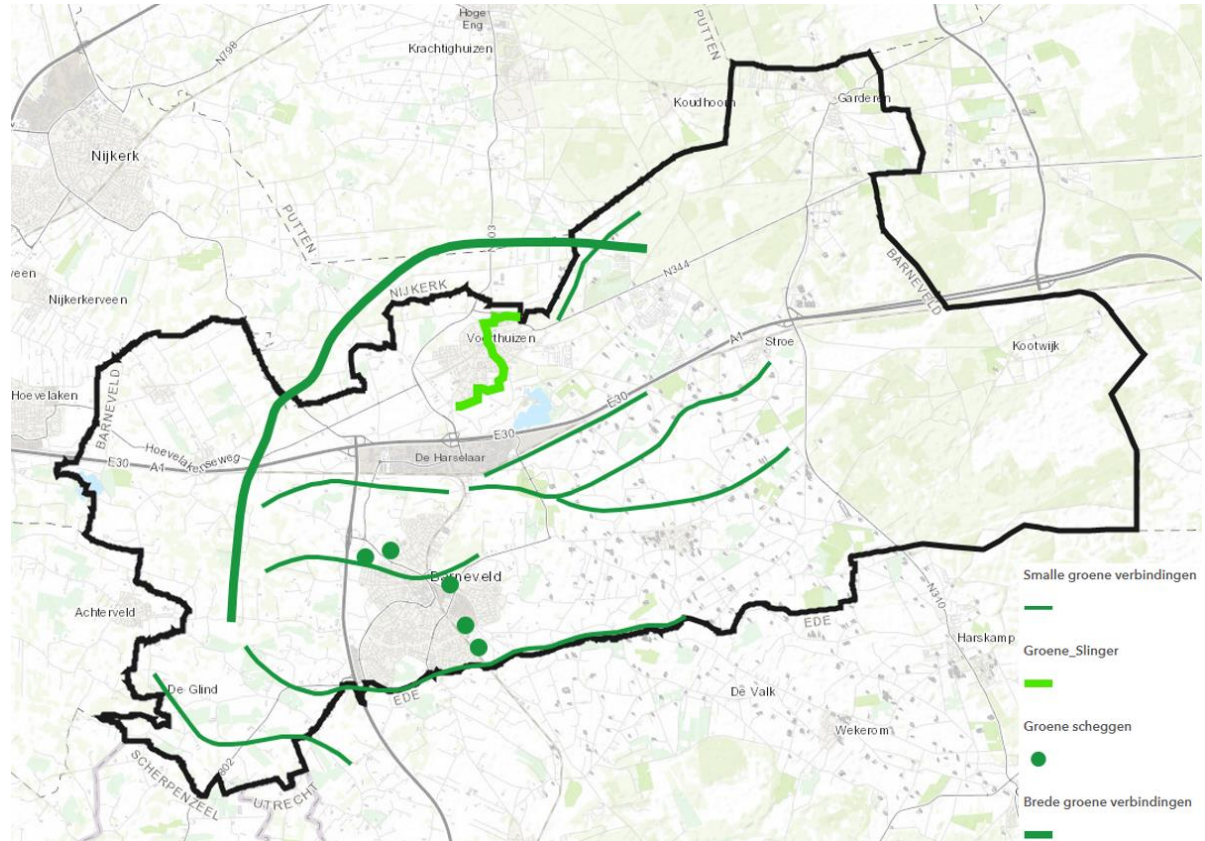 Hoge
Eng
Krachtighuizen
N798
PUTTEN
Koudhoorn
Garderen
Nijkerk
PUTTEN
N303
N344
BARNEVELD
veen
Nijkerkerveen
NIJKERK
Voorthuizen
A1
Stroe
Kootwijk
Hoevelaken
BARNEVELD
E30
E30
De Harselaar
Hoevelakenseweg
E30 A1
Barneveld
Smalle groene verbindingen
N310
Achterveld
EDE
Harskamp
Groene_Slinger
De Glind
EDE
De Valk
Groene scheggen
Wekerom
802
SCHERPENZEEL
UTRECHT
Brede groene verbindingen